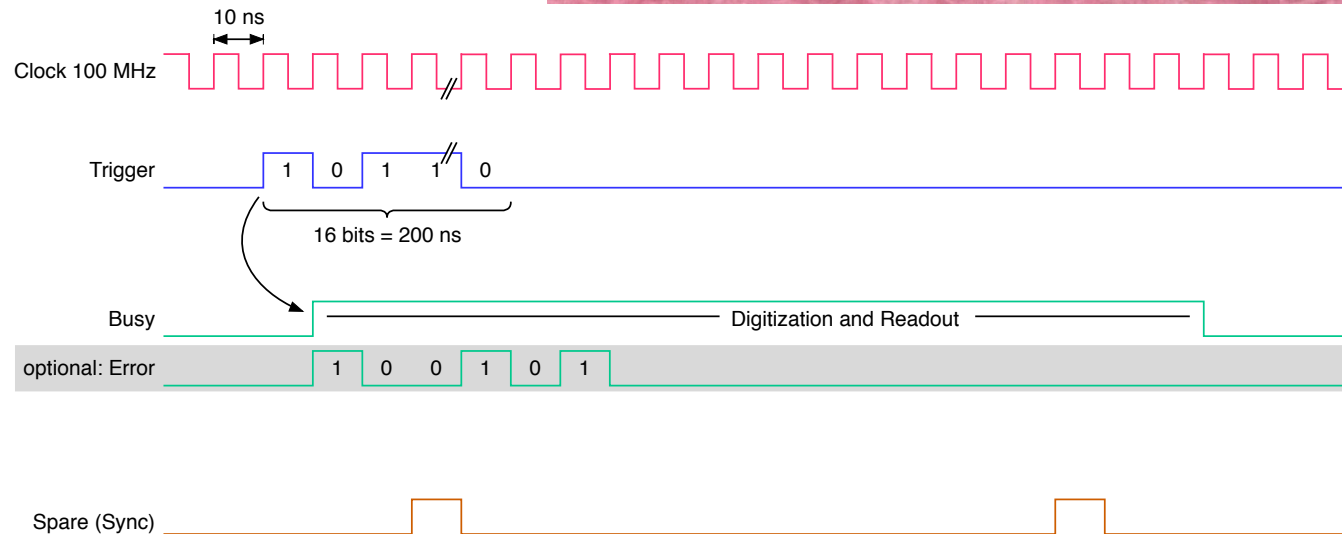 10 ns
Clock 100 MHz
Trigger
1 0 1 1 0
16 bits = 200 ns
Busy
Digitization and Readout
optional: Error
1 0 0 1 0 1
Spare (Sync)